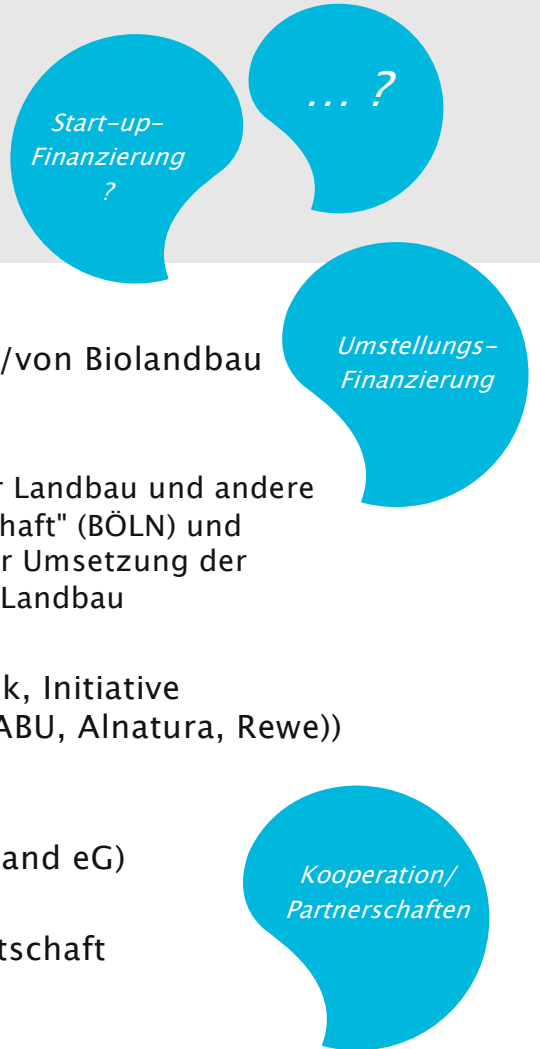 ... ?
Start-up-
Finanzierung
?
/von Biolandbau
Umstellungs-
Finanzierung
r Landbau und andere
haft" (BÖLN) und
r Umsetzung der
Landbau
k, Initiative
ABU, Alnatura, Rewe))
and eG)
Kooperation/
Partnerschaften
tschaft